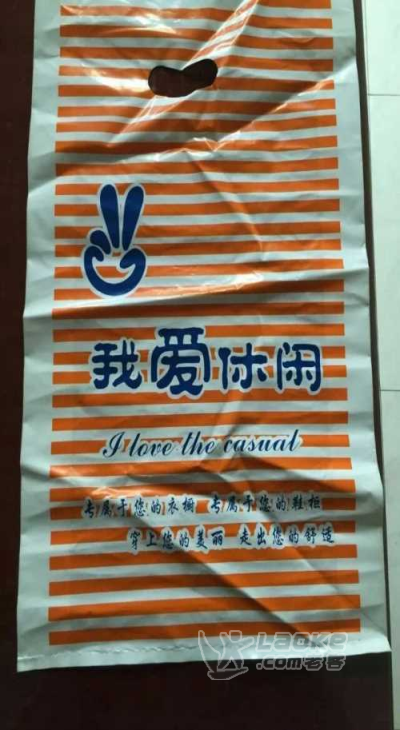 我爱休闲
I love the casual
专属于您的衣橱 专属于您的鞋柜
穿上您的美丽 走出您的舒适
Laoke
.com老客